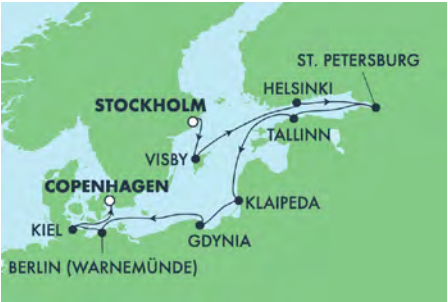 ST. PETERSBURG
HELSINKI
STOCKHOLM
TALLINN
VISBY
COPENHAGEN
KLAIPEDA
KIEL
GDYNIA
BERLIN (WARNEMÜNDE)